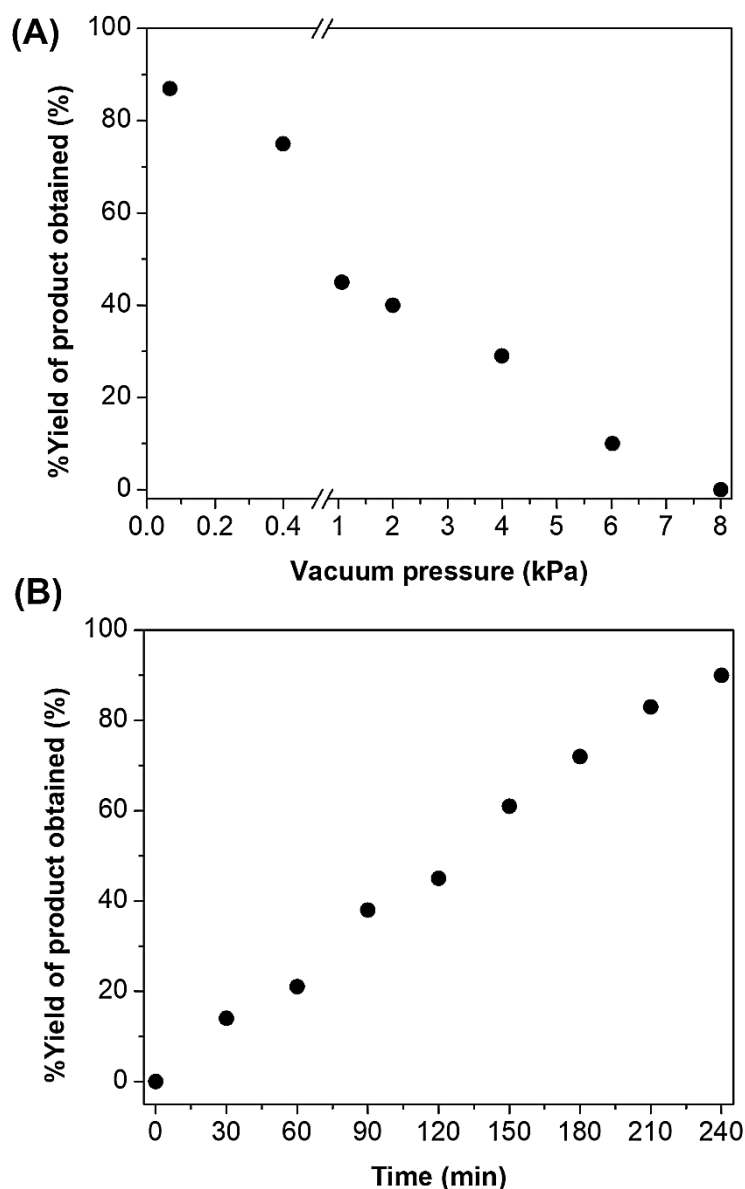 (A)
%Yield of product obtained (%)
100
80
60
40
20
0
0.0 0.2 0.4 1 2 3 4 5 6 7 8
Vacuum pressure (kPa)
(B)
%Yield of product obtained (%)
100
80
60
40
20
0
0 30 60 90 120 150 180 210 240
Time (min)